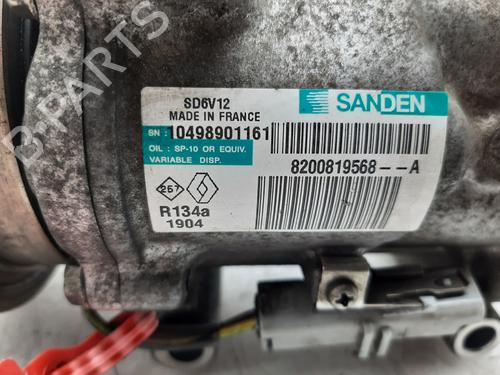 B-PARTS
SD6V12
MADE IN FRANCE
SANDEN
SN : 10498901161
OIL : SP-10 OR EQUIV.
VARIABLE DISP.
8200819568--A
257
R134a
1904